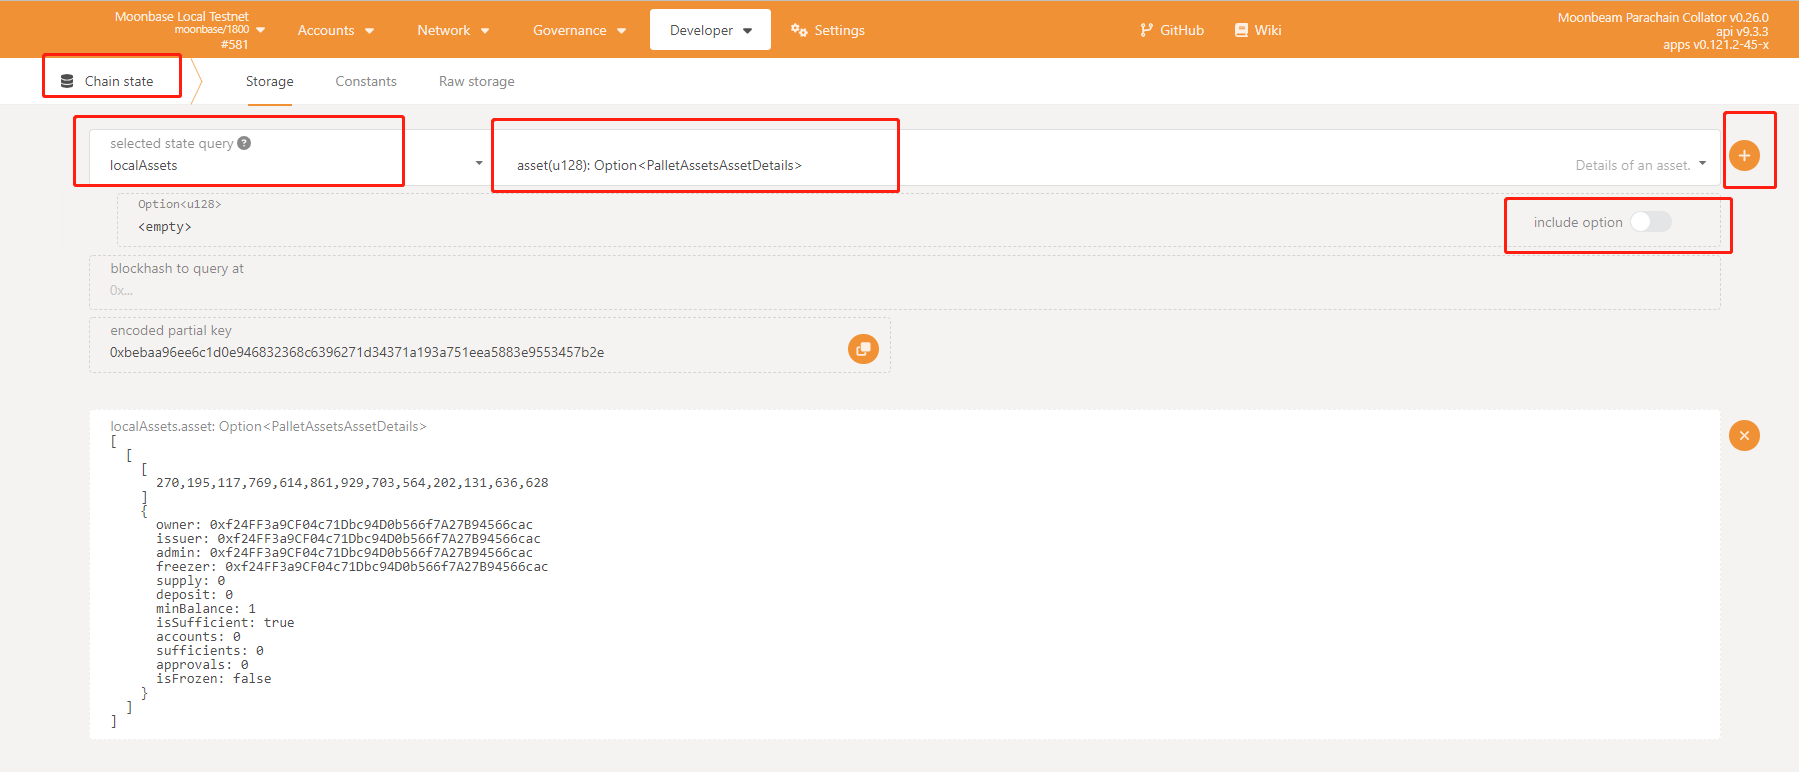 Moonbase Local Testnet
moonbase/1800
#581
Accounts
Network
Governance
Developer
Settings
GitHub
Wiki
Moonbeam Parachain Collator v0.26.0
api v9.3.3
apps v0.121.2-45-x
Chain state
Storage
Constants
Raw storage
selected state query ?
localAssets
asset(u128): Option<PalletAssetsAssetDetails>
Details of an asset.
Option<u128>
<empty>
include option
blockhash to query at
0x...
encoded partial key
0xbebaa96ee6c1d0e946832368c6396271d34371a193a751eea5883e9553457b2e
localAssets.asset: Option<PalletAssetsAssetDetails>
[
[
[
270,195,117,769,614,861,929,703,564,202,131,636,628
]
{
owner: 0xf24FF3a9CF04c71Dbc94D0b566f7A27B94566cac
issuer: 0xf24FF3a9CF04c71Dbc94D0b566f7A27B94566cac
admin: 0xf24FF3a9CF04c71Dbc94D0b566f7A27B94566cac
freezer: 0xf24FF3a9CF04c71Dbc94D0b566f7A27B94566cac
supply: 0
deposit: 0
minBalance: 1
isSufficient: true
accounts: 0
sufficients: 0
approvals: 0
isFrozen: false
}
]
]